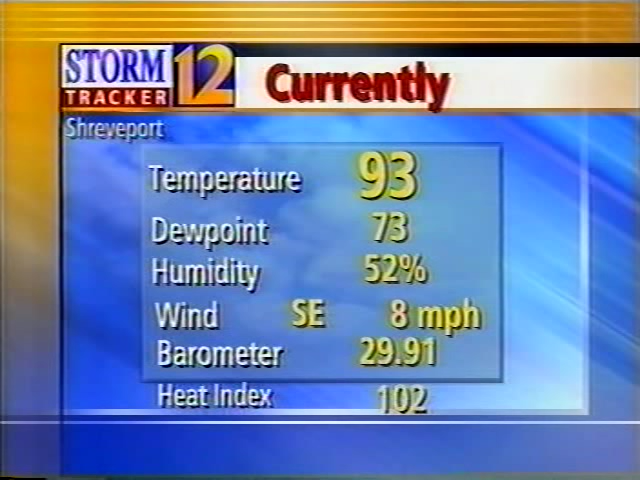 STORM 12 Currently
TRACKER
Shreveport
Temperature 93
Dewpoint 73
Humidity 52%
Wind SE 8 mph
Barometer 29.91
Heat Index 102